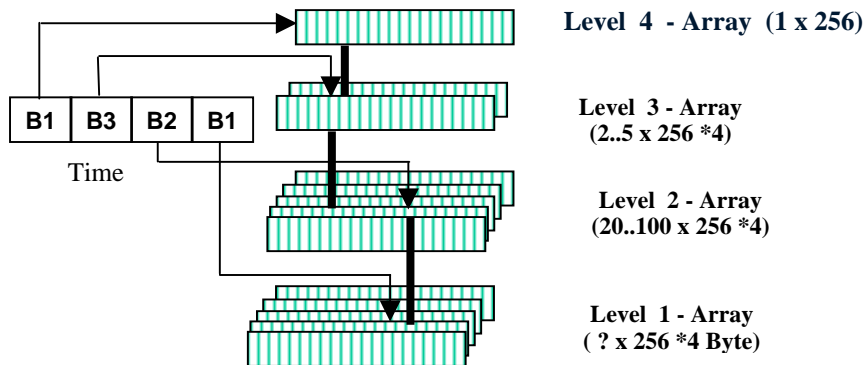 Level 4 - Array (1 x 256)
Level 3 - Array
(2..5 x 256 *4)
B1 B3 B2 B1
Time
Level 2 - Array
(20..100 x 256 *4)
Level 1 - Array
( ? x 256 *4 Byte)